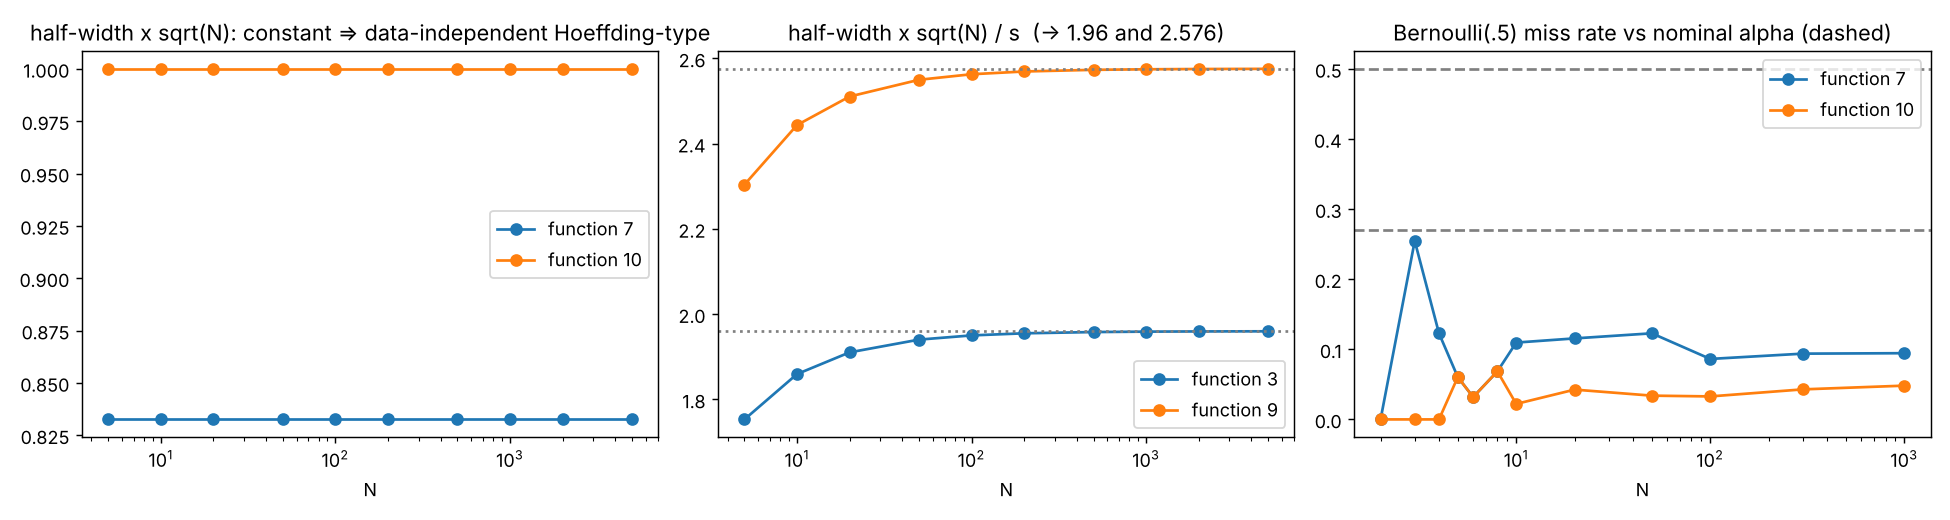 half-width x sqrt(N): constant ⇒ data-independent Hoeffding-type
1.000
0.975
0.950
0.925
0.900
0.875
0.850
0.825
function 7
function 10
10¹
10²
10³
N
half-width x sqrt(N) / s (→ 1.96 and 2.576)
2.6
2.4
2.2
2.0
1.8
function 3
function 9
10¹
10²
10³
N
Bernoulli(.5) miss rate vs nominal alpha (dashed)
0.5
0.4
0.3
0.2
0.1
0.0
function 7
function 10
10¹
10²
10³
N